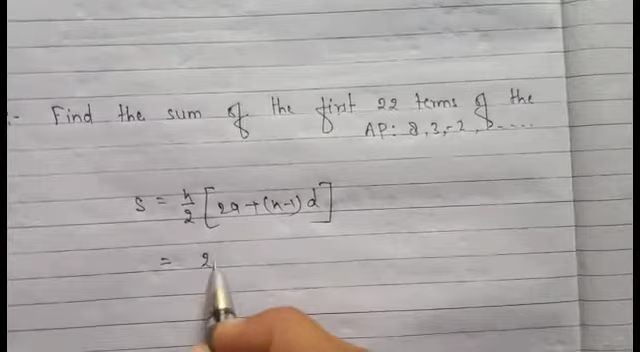 Find the sum of the first 22 terms of the
AP: 8, 3, -2, .....
S = n/2 [2a + (n-1) d]
= 2